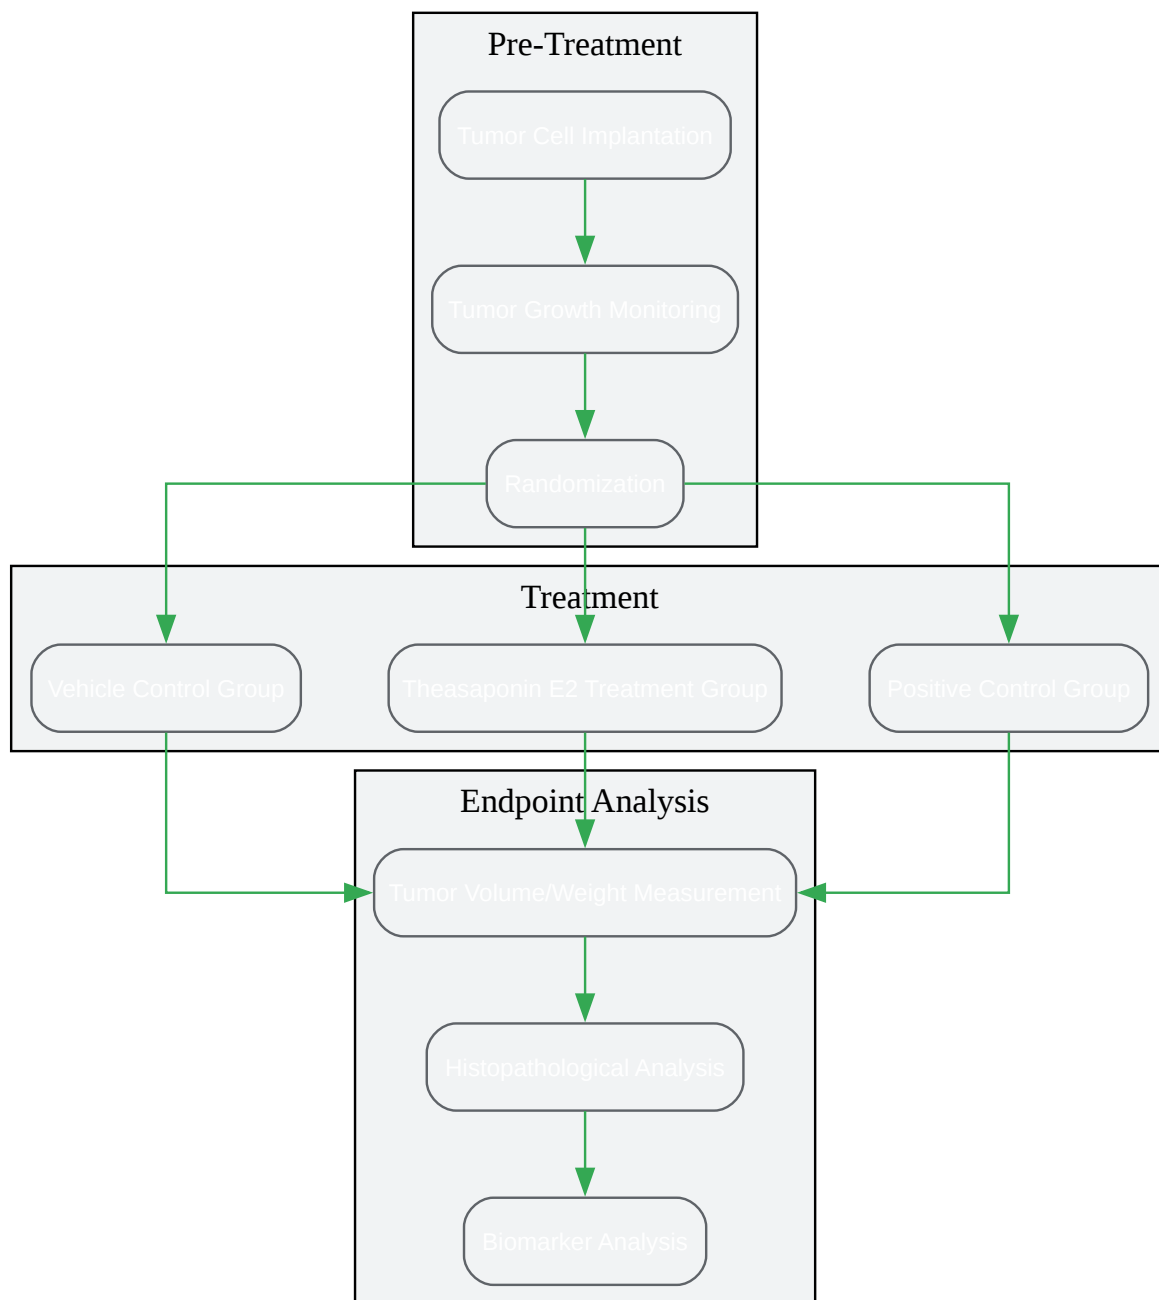 Pre-Treatment
Tumor Cell Implantation
Tumor Growth Monitoring
Randomization
Treatment
Vehicle Control Group
Theasaponin E2 Treatment Group
Positive Control Group
Endpoint Analysis
Tumor Volume/Weight Measurement
Histopathological Analysis
Biomarker Analysis